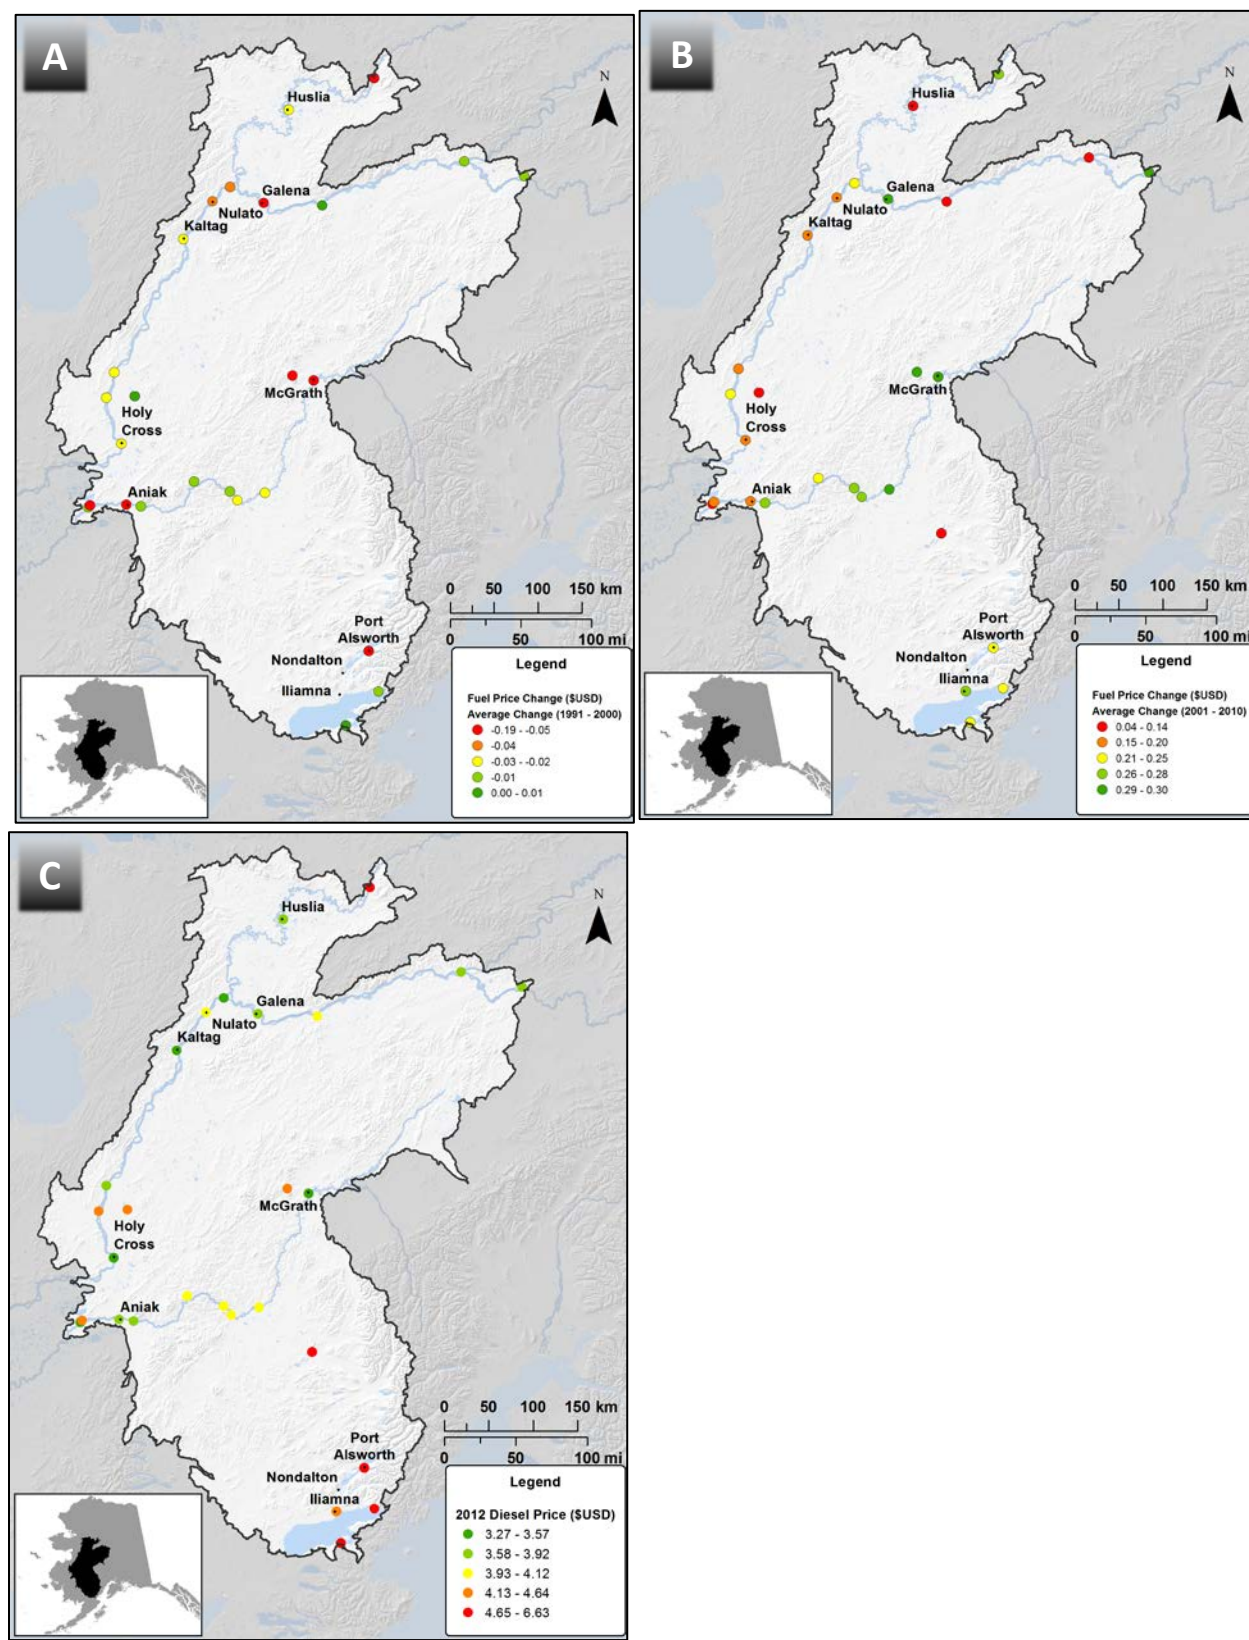 A
N
Huslia
Galena
Nulato
Kaltag
McGrath
Holy
Cross
Aniak
0 50 100 150 km
0 50 100 mi
Port
Alsworth
Nondalton
Iliamna
Legend
Fuel Price Change ($USD)
Average Change (1991 - 2000)
-0.19 - -0.05
-0.04
-0.03 - -0.02
-0.01
0.00 - 0.01
B
N
Huslia
Galena
Nulato
Kaltag
McGrath
Holy
Cross
Aniak
0 50 100 150 km
0 50 100 mi
Port
Alsworth
Nondalton
Iliamna
Legend
Fuel Price Change ($USD)
Average Change (2001 - 2010)
0.04 - 0.14
0.15 - 0.20
0.21 - 0.25
0.26 - 0.28
0.29 - 0.30
C
N
Huslia
Galena
Nulato
Kaltag
McGrath
Holy
Cross
Aniak
0 50 100 150 km
0 50 100 mi
Port
Alsworth
Nondalton
Iliamna
Legend
2012 Diesel Price ($USD)
3.27 - 3.57
3.58 - 3.92
3.93 - 4.12
4.13 - 4.64
4.65 - 6.63